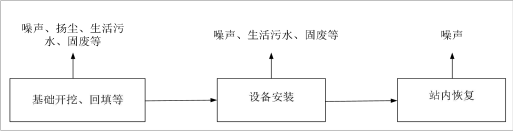 噪声、扬尘、生活污
水、固废等
噪声、生活污水、固废等
噪声
基础开挖、回填等
设备安装
站内恢复